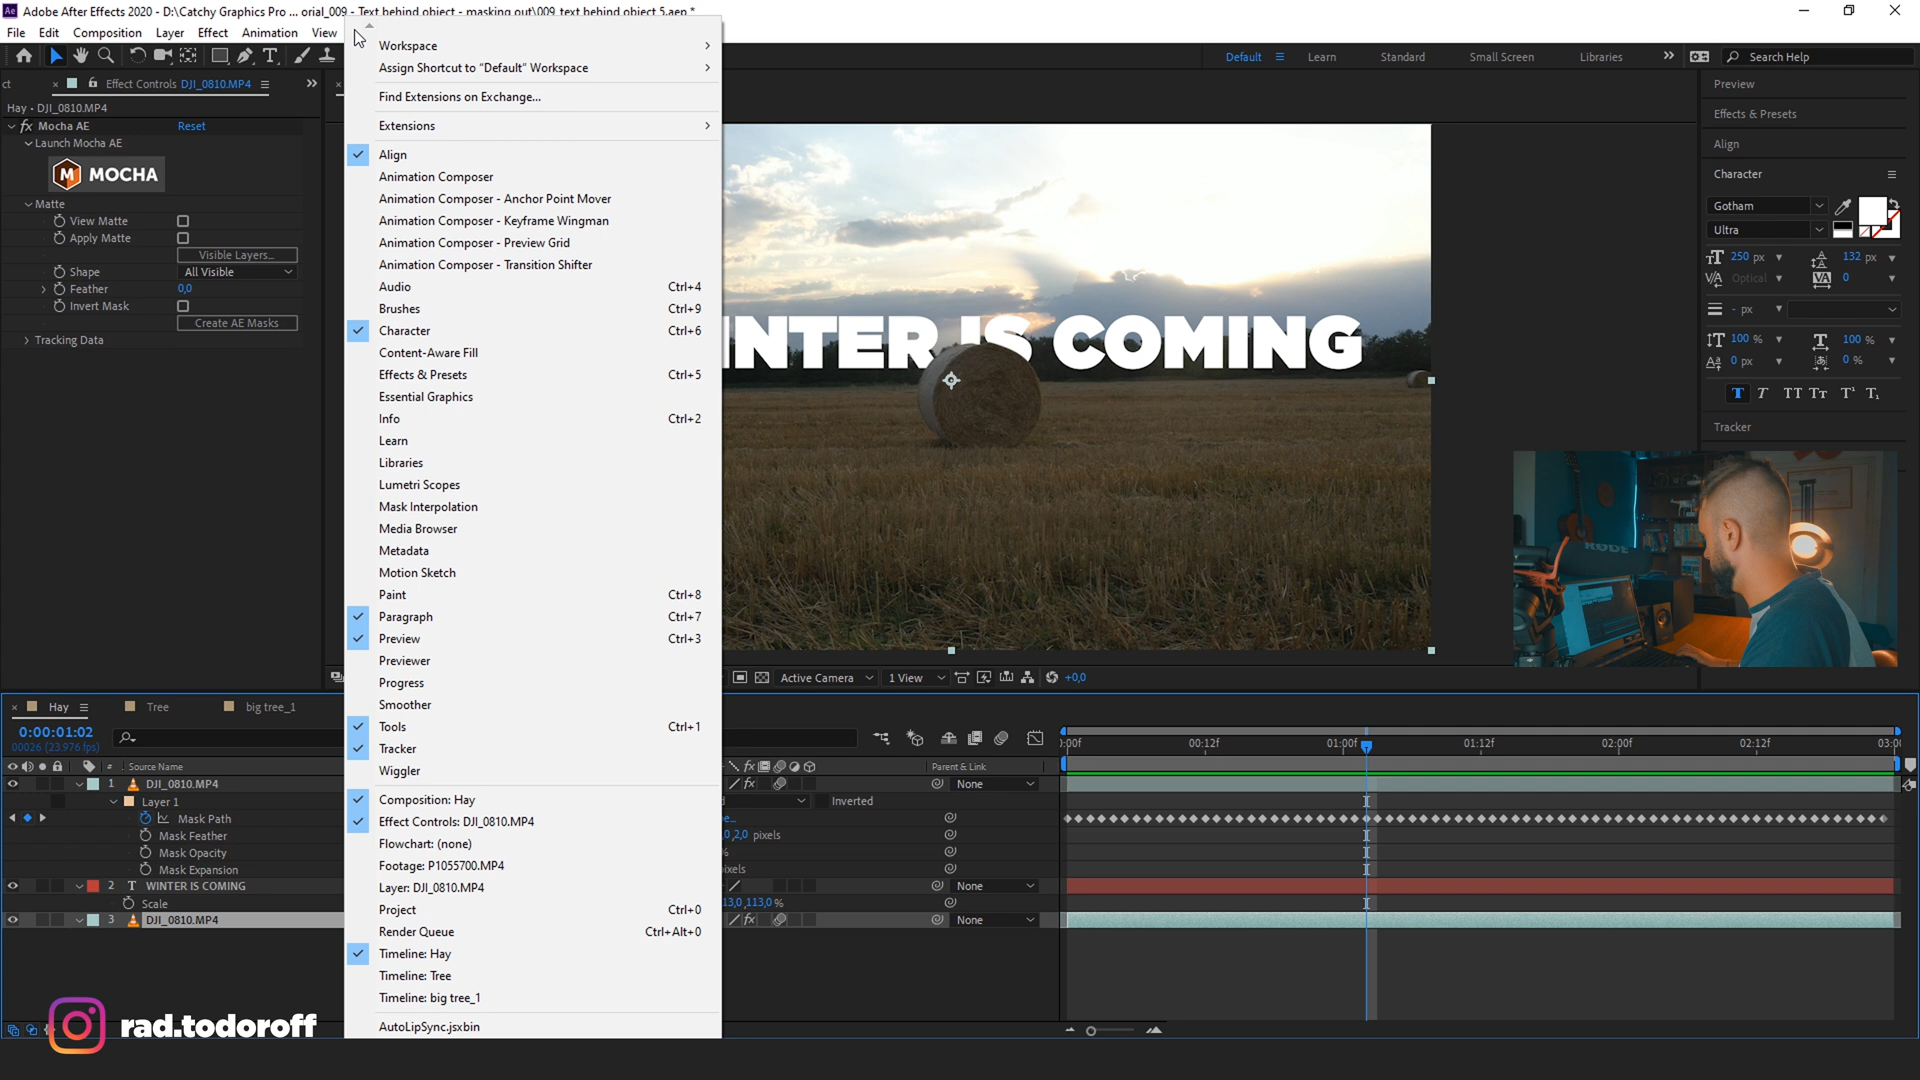 Ae Adobe After Effects 2020 - D:\Catchy Graphics Pro ... orial_009 - Text behind object - masking out\009_text behind object 5.aep *
File Edit Composition Layer Effect Animation View
Default Learn Standard Small Screen Libraries Search Help
ct Effect Controls DJI_0810.MP4
Hay • DJI_0810.MP4
fx Mocha AE Reset
Launch Mocha AE
M MOCHA
Matte
View Matte
Apply Matte
Visible Layers...
Shape All Visible
Feather 0,0
Invert Mask
Create AE Masks
Tracking Data
Workspace
Assign Shortcut to "Default" Workspace
Find Extensions on Exchange...
Extensions
Align
Animation Composer
Animation Composer - Anchor Point Mover
Animation Composer - Keyframe Wingman
Animation Composer - Preview Grid
Animation Composer - Transition Shifter
Audio Ctrl+4
Brushes Ctrl+9
Character Ctrl+6
Content-Aware Fill
Effects & Presets Ctrl+5
Essential Graphics
Info Ctrl+2
Learn
Libraries
Lumetri Scopes
Mask Interpolation
Media Browser
Metadata
Motion Sketch
Paint Ctrl+8
Paragraph Ctrl+7
Preview Ctrl+3
Previewer
Progress
Smoother
Tools Ctrl+1
Tracker
Wiggler
Composition: Hay
Effect Controls: DJI_0810.MP4
Flowchart: (none)
Footage: P1055700.MP4
Layer: DJI_0810.MP4
Project Ctrl+0
Render Queue Ctrl+Alt+0
Timeline: Hay
Timeline: Tree
Timeline: big tree_1
AutoLipSync.jsxbin
INTER IS COMING
Preview
Effects & Presets
Align
Character
Gotham
Ultra
250 px 132 px
Optical 0
- px
100 % 100 %
0 px 0 %
T T TT Tt T¹ T₁
Tracker
RODE
Active Camera 1 View +0,0
Hay Tree big tree_1
0:00:01:02
00026 (23.976 fps)
:00f 00:12f 01:00f 01:12f 02:00f 02:12f 03:0
# Source Name Parent & Link
1 DJI_0810.MP4 None
Layer 1 Inverted
Mask Path
Mask Feather 0,2,0 pixels
Mask Opacity %
Mask Expansion ixels
2 T WINTER IS COMING None
Scale 13,0,113,0 %
3 DJI_0810.MP4 None
rad.todoroff